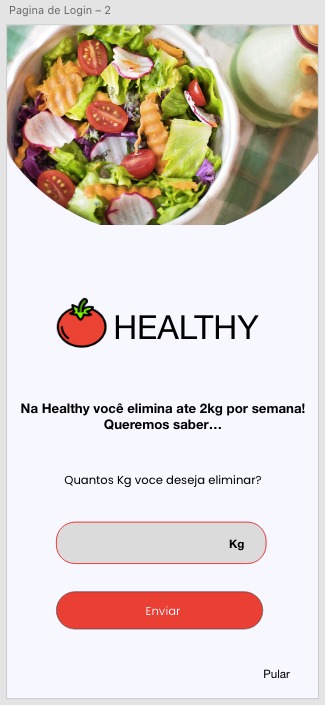 Pagina de Login – 2
HEALTHY
Na Healthy você elimina ate 2kg por semana!
Queremos saber...
Quantos Kg voce deseja eliminar?
Kg
Enviar
Pular